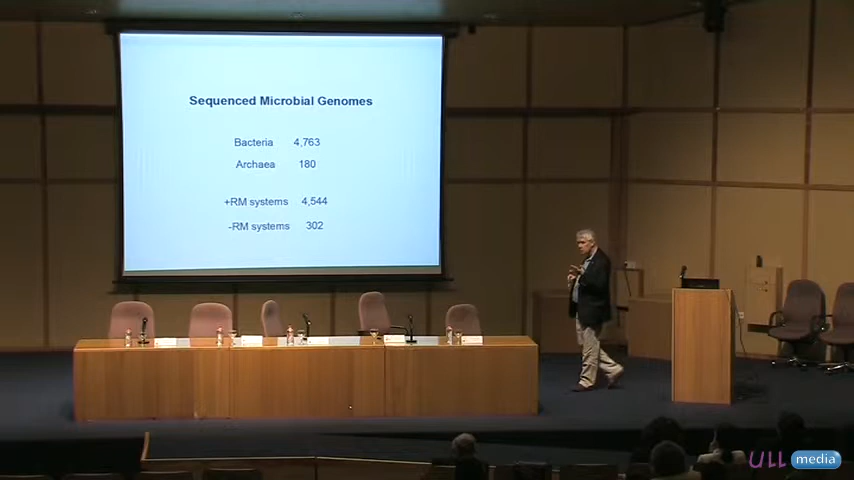 Sequenced Microbial Genomes
Bacteria 4,763
Archaea 180
+RM systems 4,544
-RM systems 302
ULL media